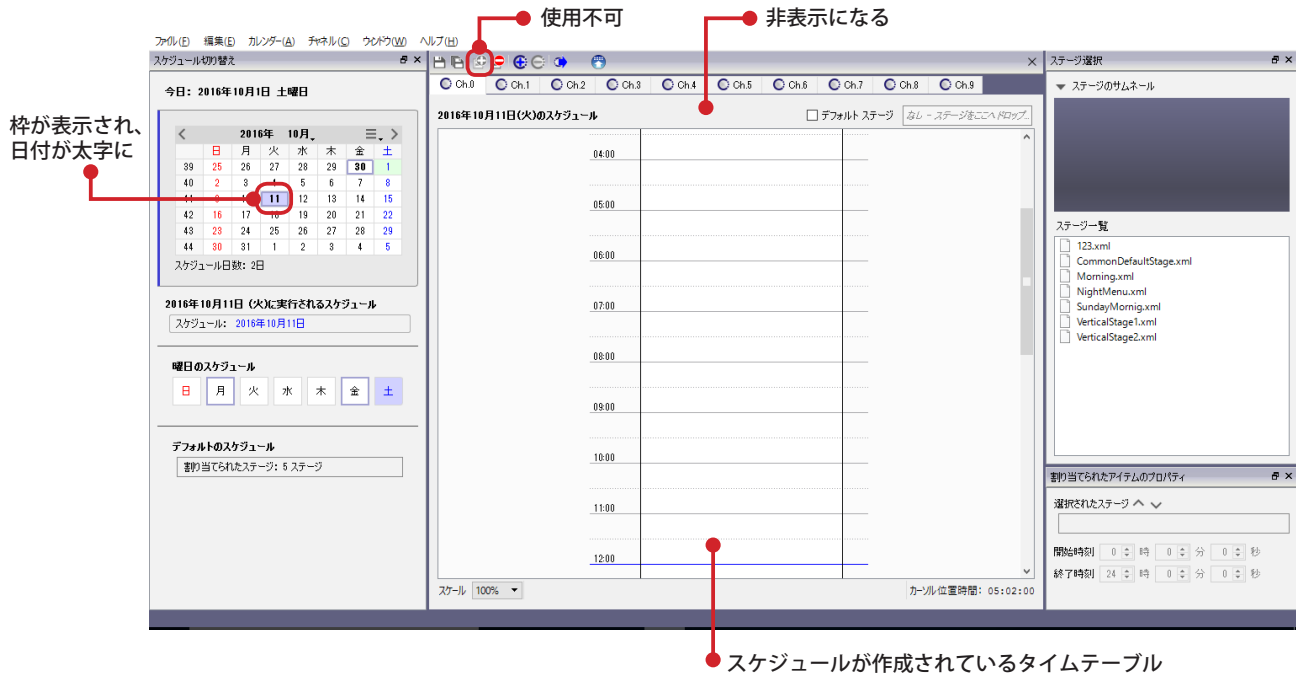 使用不可
非表示になる
枠が表示され、
日付が太字に
ファイル(F) 編集(E) カレンダー(A) チャネル(C) ウィンドウ(W) ヘルプ(H)
スケジュール切り替え
今日: 2016年10月1日 土曜日
2016年 10月
日 月 火 水 木 金 土
39 25 26 27 28 29 30 1
40 2 3 4 5 6 7 8
11 12 13 14 15
42 16 17 18 19 20 21 22
43 23 24 25 26 27 28 29
44 30 31 1 2 3 4 5
スケジュール日数: 2日
2016年10月11日 (火)に実行されるスケジュール
スケジュール: 2016年10月11日
曜日のスケジュール
日 月 火 水 木 金 土
デフォルトのスケジュール
割り当てられたステージ: 5 ステージ
Ch.0 Ch.1 Ch.2 Ch.3 Ch.4 Ch.5 Ch.6 Ch.7 Ch.8 Ch.9
2016年10月11日(火)のスケジュール
デフォルト ステージ なし - ステージをここへドロップ...
04:00
05:00
06:00
07:00
08:00
09:00
10:00
11:00
12:00
スケール 100%
カーソル位置時間: 05:02:00
ステージ選択
ステージのサムネール
ステージ一覧
123.xml
CommonDefaultStage.xml
Morning.xml
NightMenu.xml
SundayMornig.xml
VerticalStage1.xml
VerticalStage2.xml
割り当てられたアイテムのプロパティ
選択されたステージ
開始時刻 0 時 0 分 0 秒
終了時刻 24 時 0 分 0 秒
スケジュールが作成されているタイムテーブル